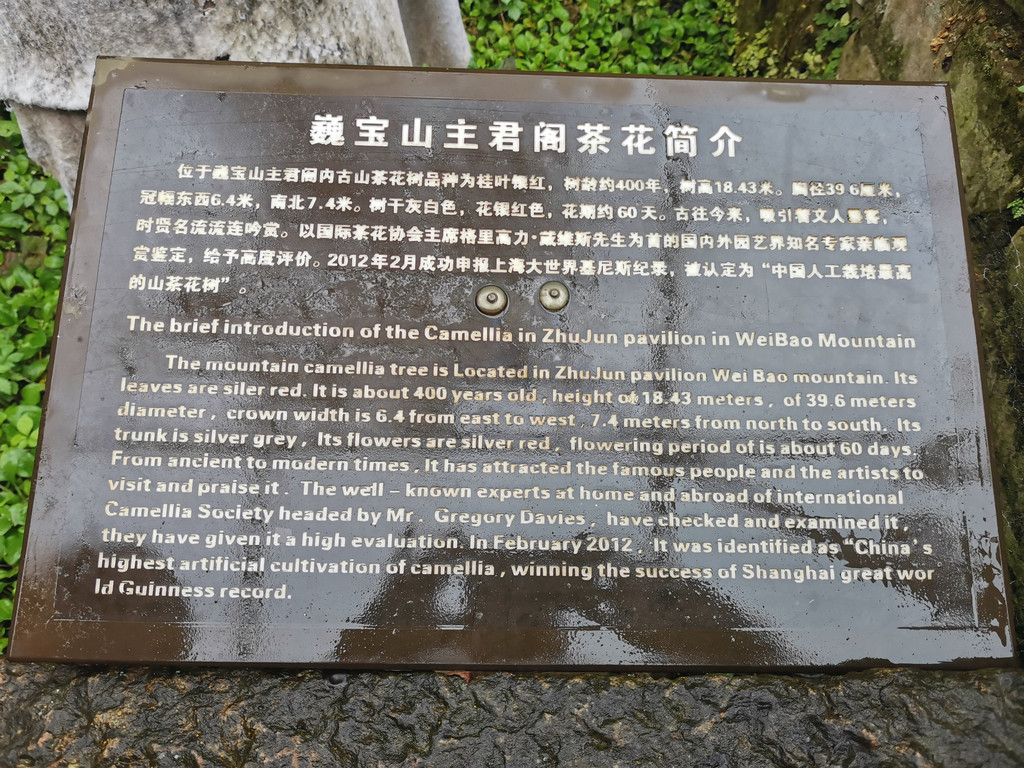 巍宝山主君阁茶花简介
位于巍宝山主君阁内古山茶花树品种为桂叶银红，树龄约400年，树高18.43米。胸径39.6厘米，
冠幅东西6.4米，南北7.4米。树干灰白色，花银红色，花期约60天。古往今来，吸引着文人墨客，
时贤名流流连吟赏。以国际茶花协会主席格里高力·戴维斯先生为首的国内外园艺界知名专家亲临观
赏鉴定，给予高度评价。2012年2月成功申报上海大世界基尼斯纪录，被认定为“中国人工栽培最高
的山茶花树”。
The brief introduction of the Camellia in ZhuJun pavilion in WeiBao Mountain
The mountain camellia tree is Located in ZhuJun pavilion Wei Bao mountain. Its
leaves are siler red. It is about 400 years old , height of 18.43 meters , of 39.6 meters
diameter , crown width is 6.4 from east to west , 7.4 meters from north to south. Its
trunk is silver grey , Its flowers are silver red , flowering period of is about 60 days.
From ancient to modern times , It has attracted the famous people and the artists to
visit and praise it . The well – known experts at home and abroad of international
Camellia Society headed by Mr . Gregory Davies , have checked and examined it ,
they have given it a high evaluation. In February 2012 , It was identified as “China's
highest artificial cultivation of camellia , winning the success of Shanghai great wor
ld Guinness record.